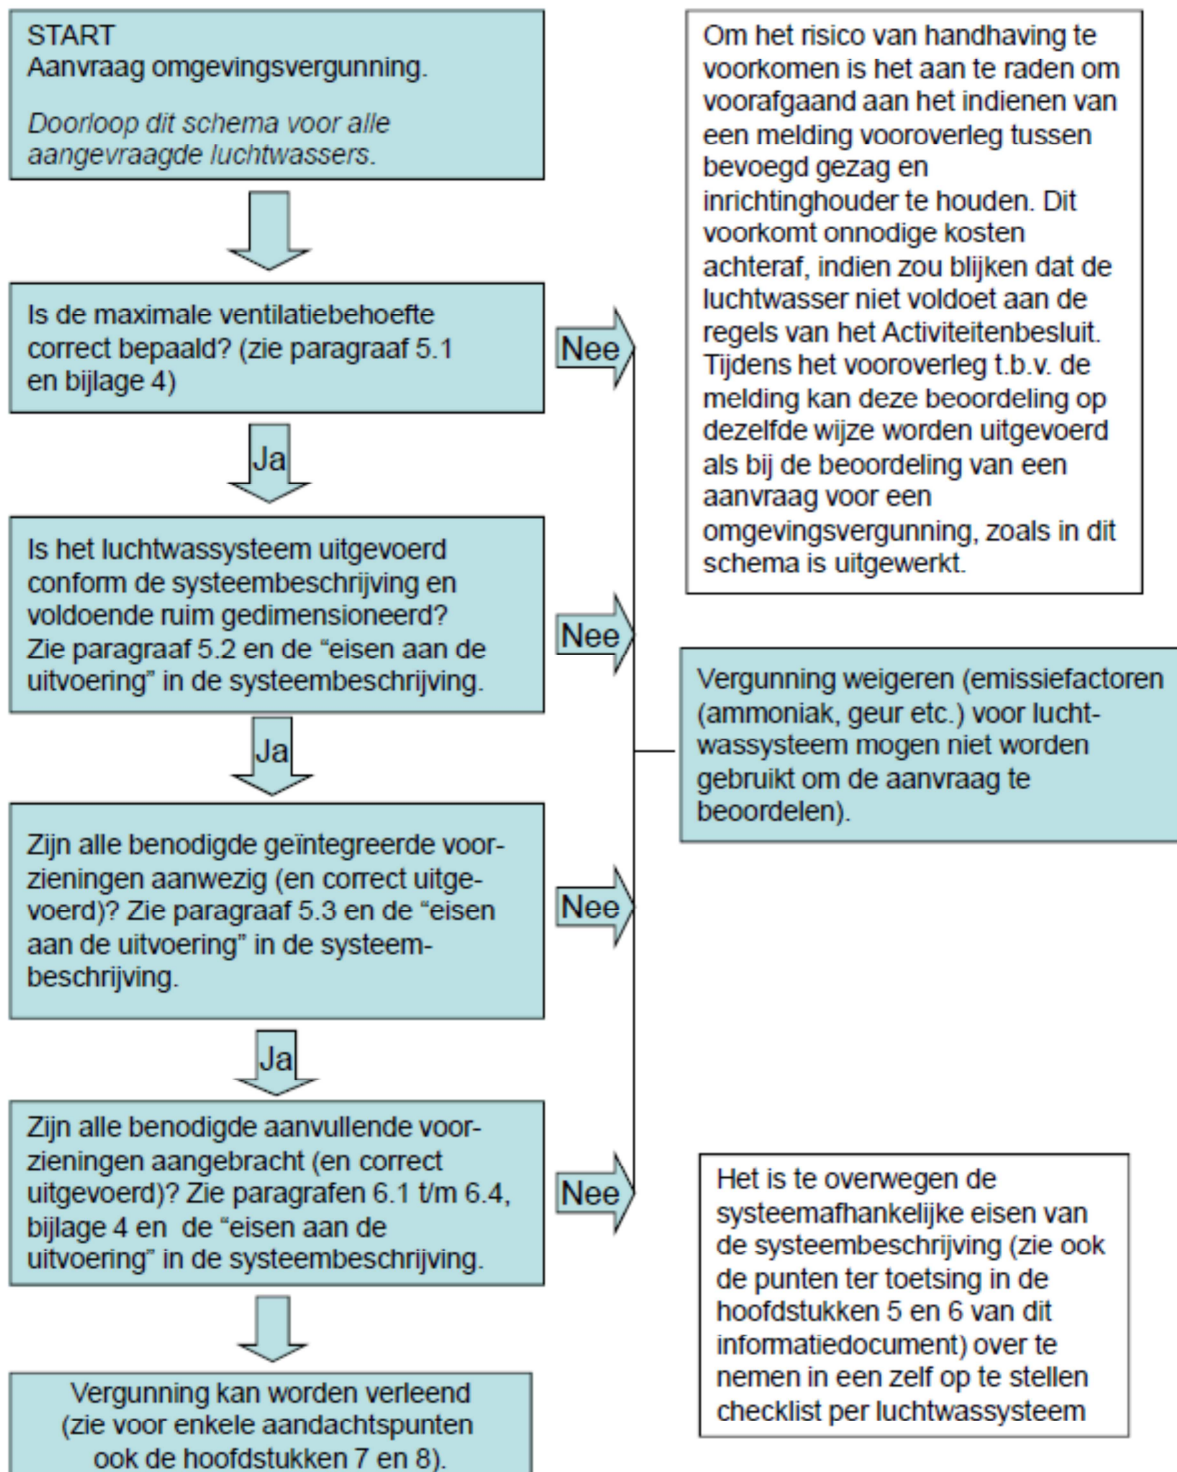 START
Aanvraag omgevingsvergunning.
Doorloop dit schema voor alle
aangevraagde luchtwassers.
Is de maximale ventilatiebehoefte
correct bepaald? (zie paragraaf 5.1
en bijlage 4)
Nee
Ja
Is het luchtwassysteem uitgevoerd
conform de systeembeschrijving en
voldoende ruim gedimensioneerd?
Zie paragraaf 5.2 en de “eisen aan de
uitvoering” in de systeembeschrijving.
Nee
Ja
Zijn alle benodigde geïntegreerde voor-
zieningen aanwezig (en correct uitge-
voerd)? Zie paragraaf 5.3 en de “eisen
aan de uitvoering” in de systeem-
beschrijving.
Nee
Ja
Zijn alle benodigde aanvullende voor-
zieningen aangebracht (en correct
uitgevoerd)? Zie paragrafen 6.1 t/m 6.4,
bijlage 4 en de “eisen aan de
uitvoering” in de systeembeschrijving.
Nee
Vergunning kan worden verleend
(zie voor enkele aandachtspunten
ook de hoofdstukken 7 en 8).
Om het risico van handhaving te
voorkomen is het aan te raden om
voorafgaand aan het indienen van
een melding vooroverleg tussen
bevoegd gezag en
inrichtinghouder te houden. Dit
voorkomt onnodige kosten
achteraf, indien zou blijken dat de
luchtwasser niet voldoet aan de
regels van het Activiteitenbesluit.
Tijdens het vooroverleg t.b.v. de
melding kan deze beoordeling op
dezelfde wijze worden uitgevoerd
als bij de beoordeling van een
aanvraag voor een
omgevingsvergunning, zoals in dit
schema is uitgewerkt.
Vergunning weigeren (emissiefactoren
(ammoniak, geur etc.) voor lucht-
wassysteem mogen niet worden
gebruikt om de aanvraag te
beoordelen).
Het is te overwegen de
systeemafhankelijke eisen van
de systeembeschrijving (zie ook
de punten ter toetsing in de
hoofdstukken 5 en 6 van dit
informatiedocument) over te
nemen in een zelf op te stellen
checklist per luchtwassysteem